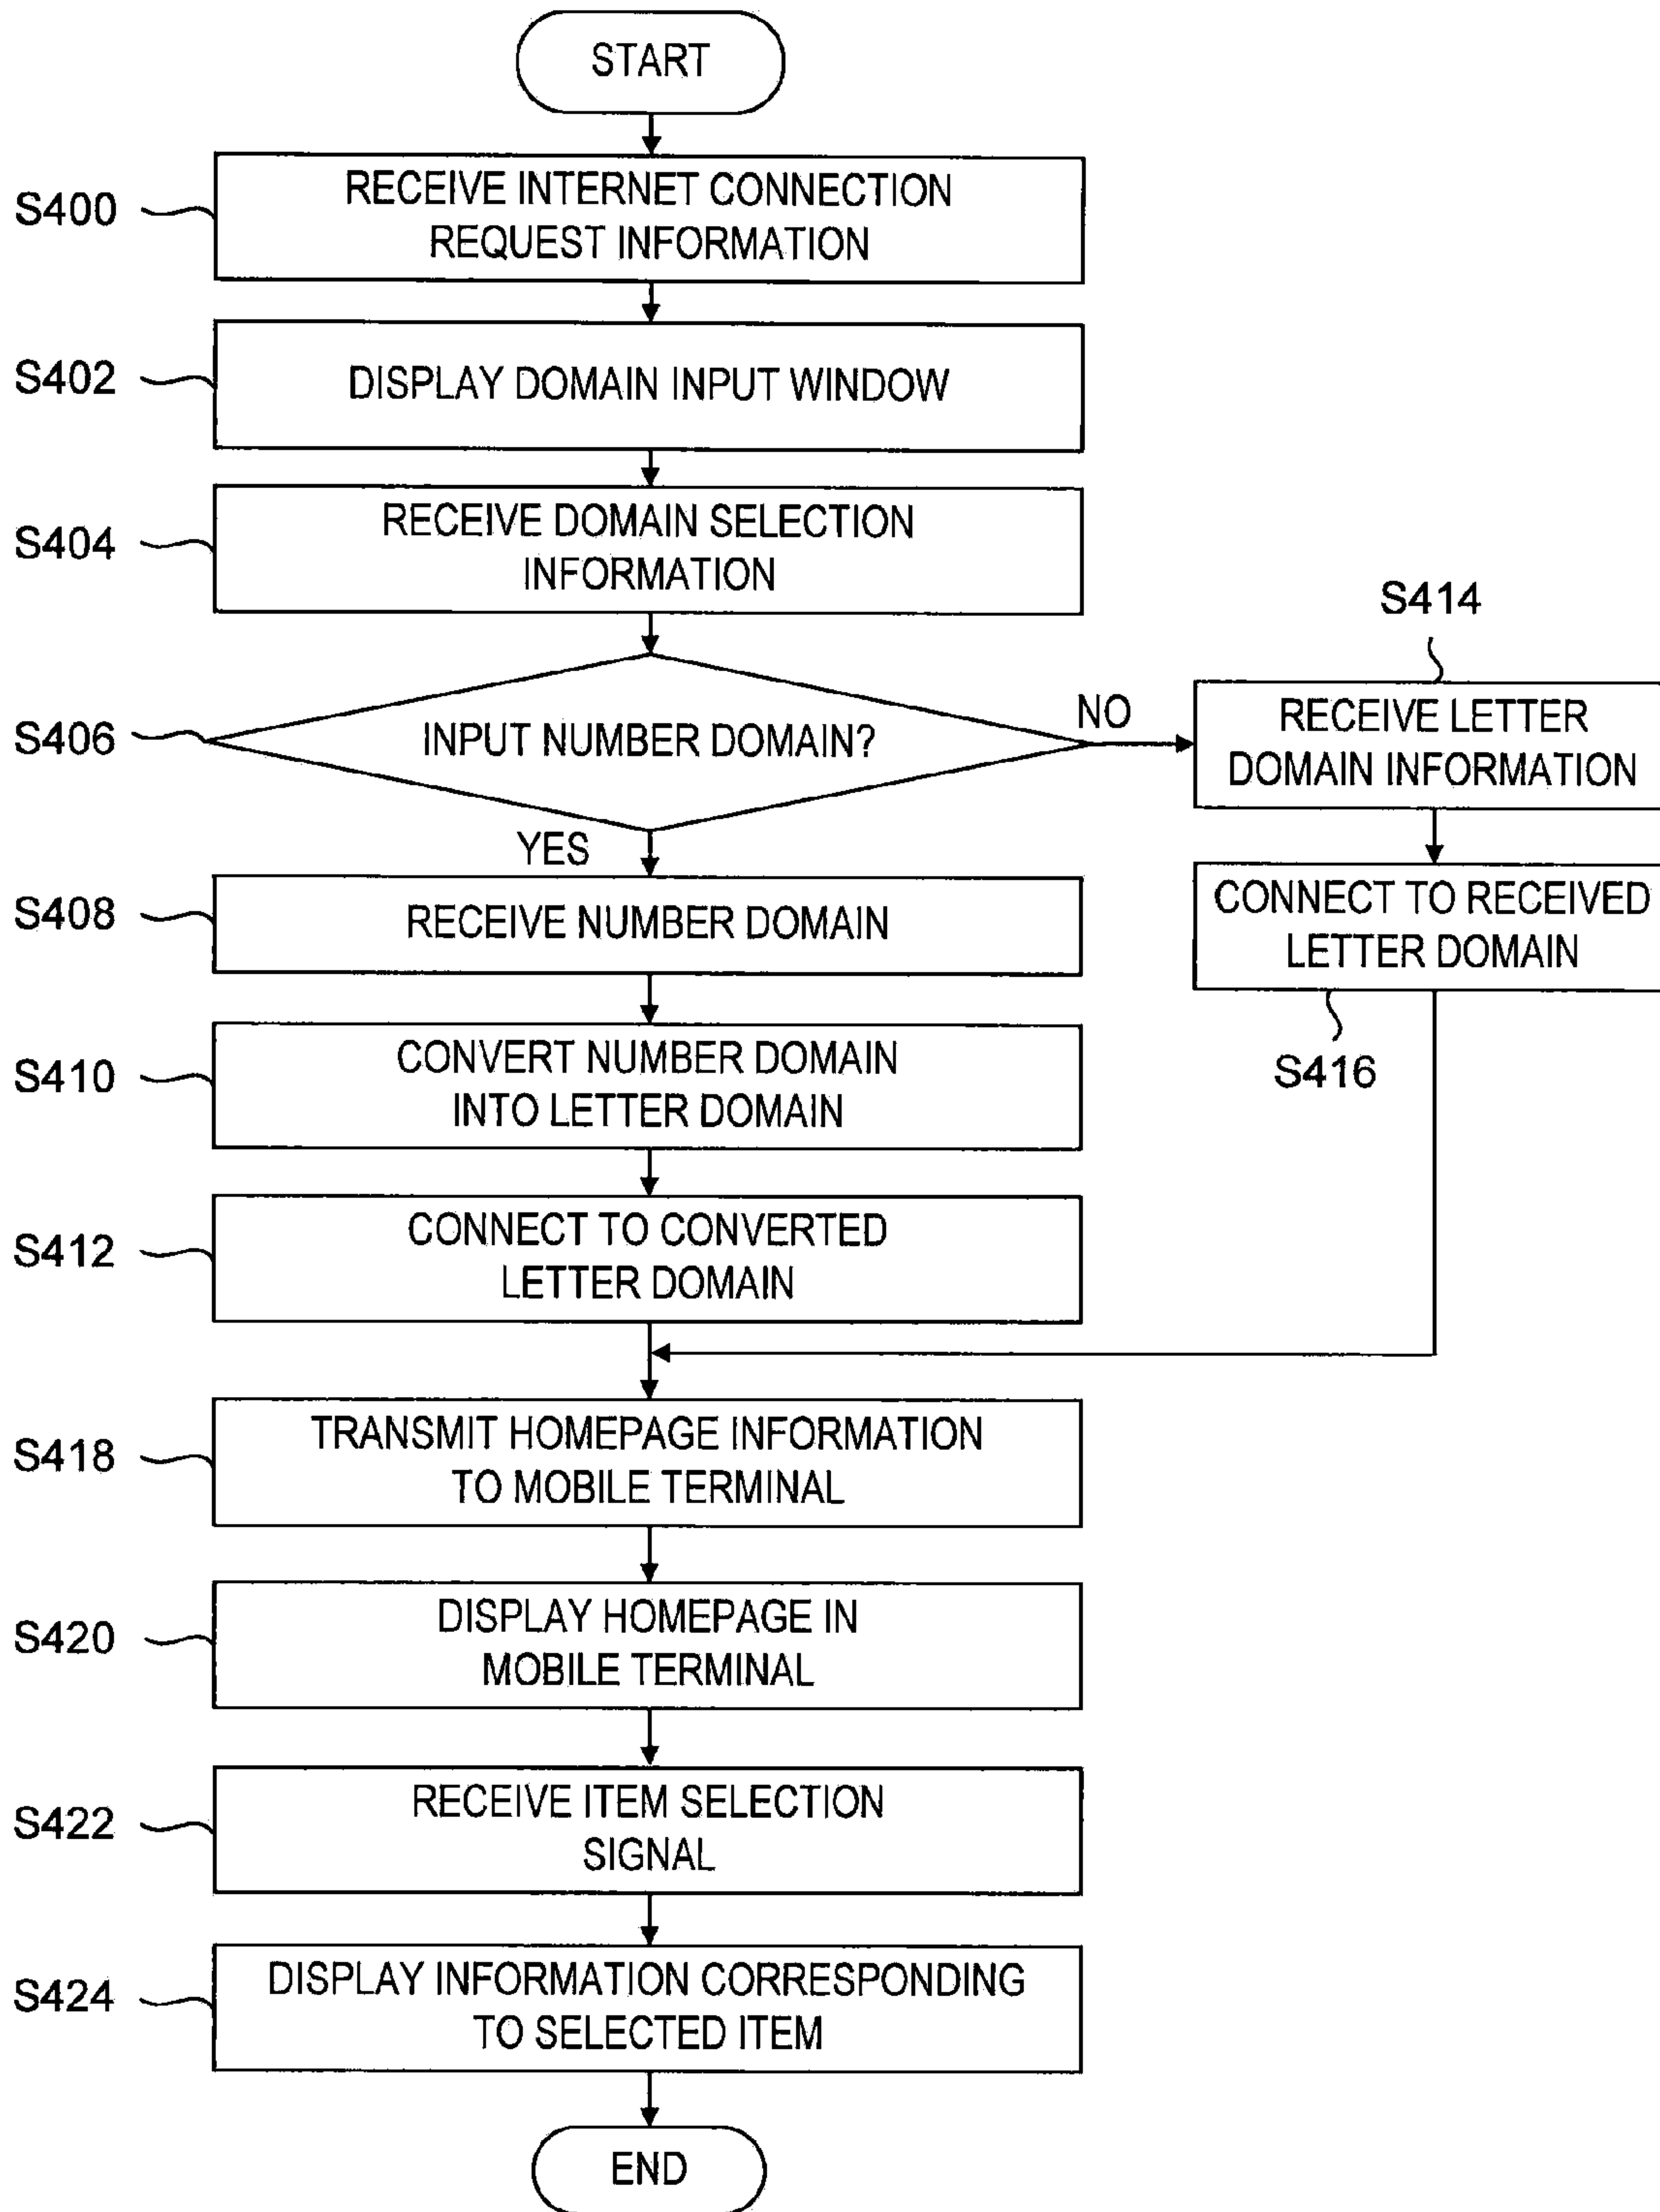 START
S400
RECEIVE INTERNET CONNECTION
REQUEST INFORMATION
S402
DISPLAY DOMAIN INPUT WINDOW
S404
RECEIVE DOMAIN SELECTION
INFORMATION
S406
INPUT NUMBER DOMAIN?
NO
S414
RECEIVE LETTER
DOMAIN INFORMATION
YES
S408
RECEIVE NUMBER DOMAIN
CONNECT TO RECEIVED
LETTER DOMAIN
S416
S410
CONVERT NUMBER DOMAIN
INTO LETTER DOMAIN
S412
CONNECT TO CONVERTED
LETTER DOMAIN
S418
TRANSMIT HOMEPAGE INFORMATION
TO MOBILE TERMINAL
S420
DISPLAY HOMEPAGE IN
MOBILE TERMINAL
S422
RECEIVE ITEM SELECTION
SIGNAL
S424
DISPLAY INFORMATION CORRESPONDING
TO SELECTED ITEM
END